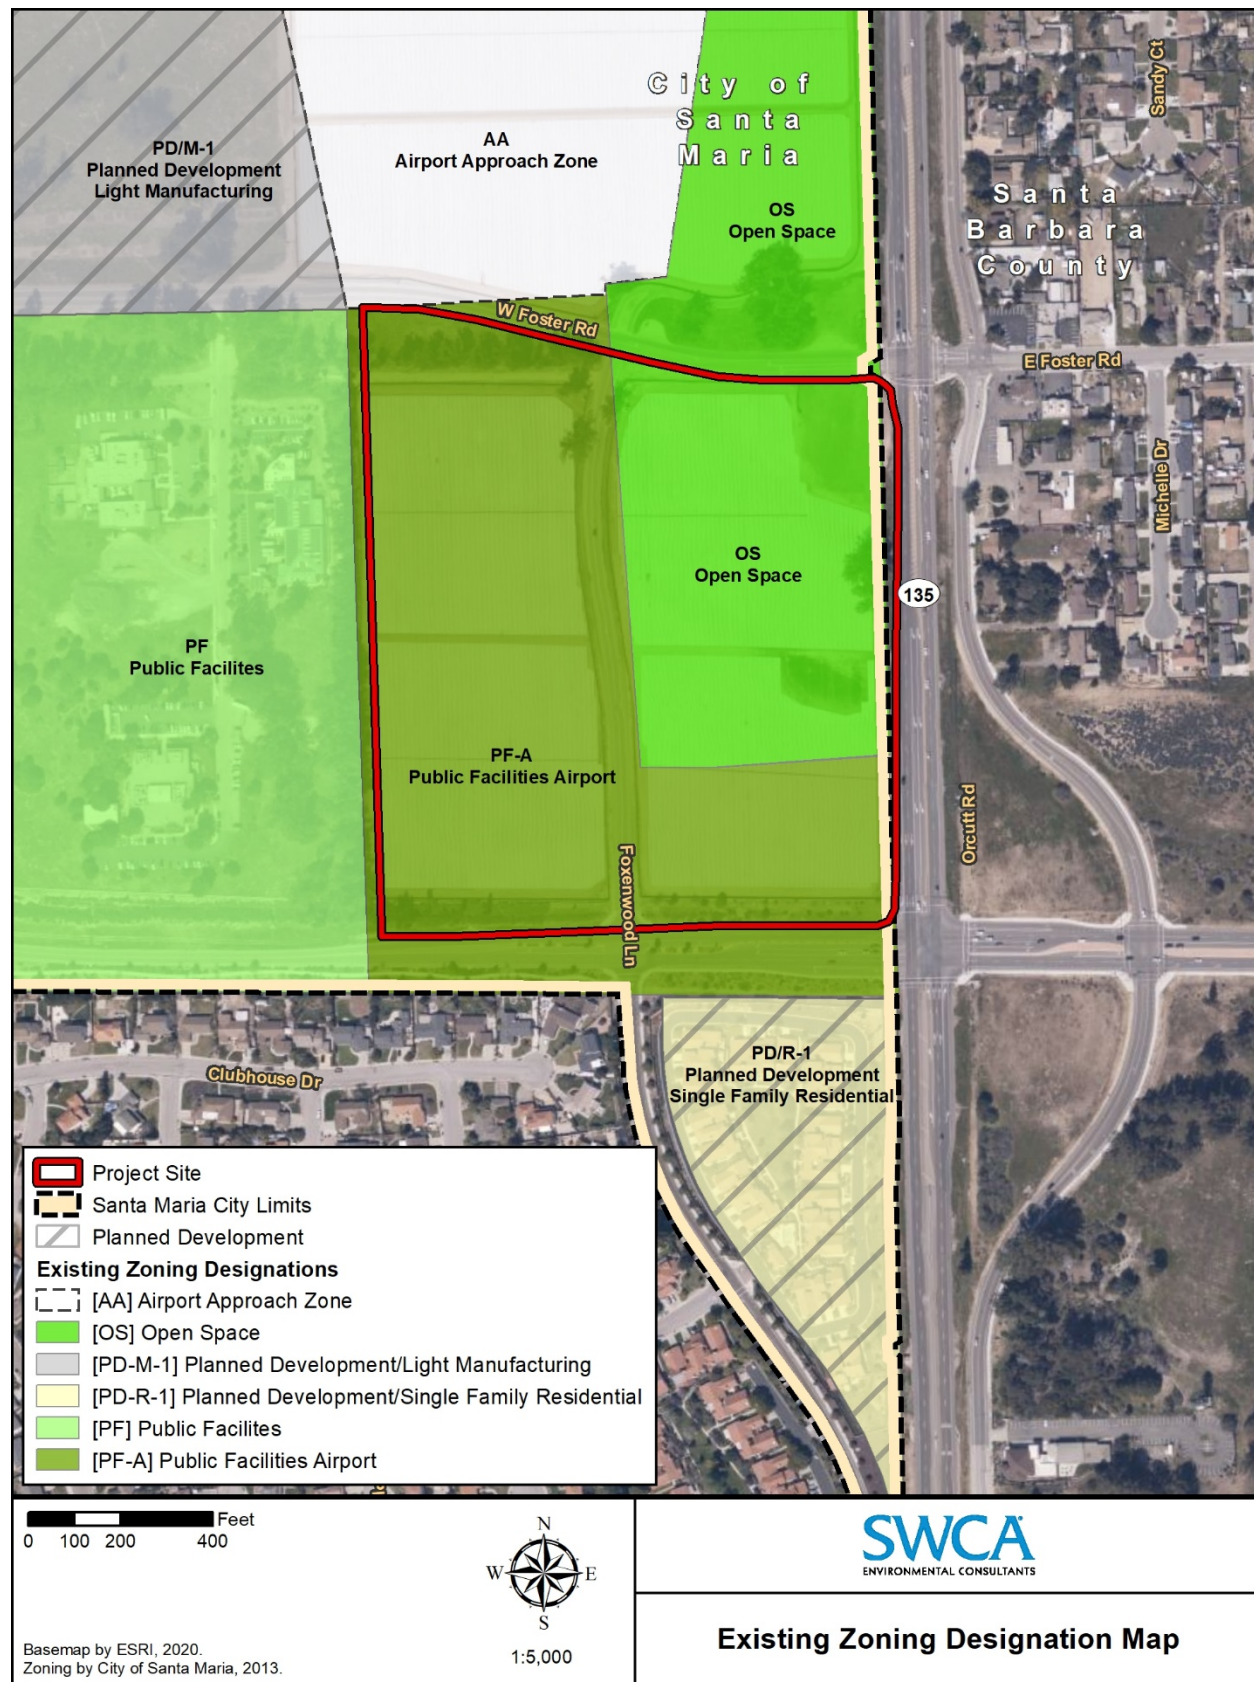 City of
Santa
Maria
Sandy Ct
PD/M-1
Planned Development
Light Manufacturing
AA
Airport Approach Zone
OS
Open Space
Santa
Barbara
County
W Foster Rd
E Foster Rd
Michelle Dr
OS
Open Space
135
PF
Public Facilites
PF-A
Public Facilities Airport
Orcutt Rd
Foxenwood Ln
Clubhouse Dr
PD/R-1
Planned Development
Single Family Residential
Project Site
Santa Maria City Limits
Planned Development
Existing Zoning Designations
[AA] Airport Approach Zone
[OS] Open Space
[PD-M-1] Planned Development/Light Manufacturing
[PD-R-1] Planned Development/Single Family Residential
[PF] Public Facilites
[PF-A] Public Facilities Airport
Feet
0 100 200 400
N
W E
S
1:5,000
Basemap by ESRI, 2020.
Zoning by City of Santa Maria, 2013.
SWCA
ENVIRONMENTAL CONSULTANTS
Existing Zoning Designation Map